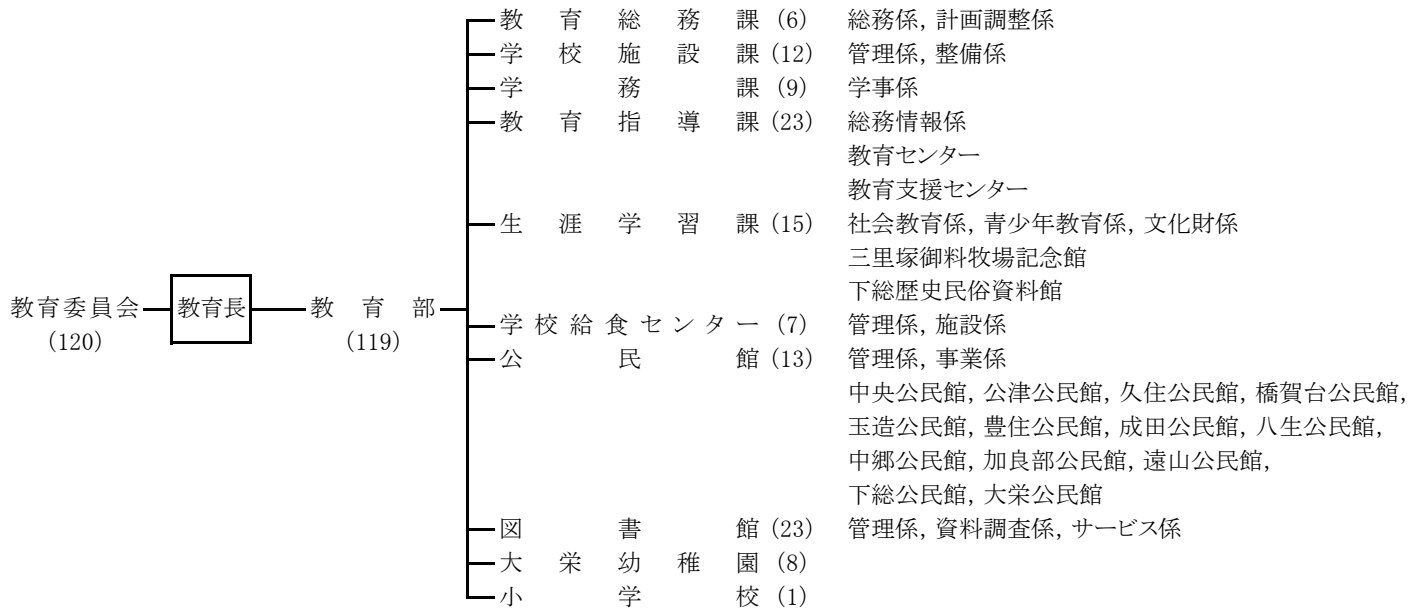 教育総務課 (6) 総務係, 計画調整係
学校施設課 (12) 管理係, 整備係
学務課 (9) 学事係
教育指導課 (23) 総務情報係
教育センター
教育支援センター
生涯学習課 (15) 社会教育係, 青少年教育係, 文化財係
三里塚御料牧場記念館
下総歴史民俗資料館
教育委員会 教育長 教育部
(120) (119)
学校給食センター (7) 管理係, 施設係
公民館 (13) 管理係, 事業係
中央公民館, 公津公民館, 久住公民館, 橋賀台公民館,
玉造公民館, 豊住公民館, 成田公民館, 八生公民館,
中郷公民館, 加良部公民館, 遠山公民館,
下総公民館, 大栄公民館
図書館 (23) 管理係, 資料調査係, サービス係
大栄幼稚園 (8)
小学校 (1)